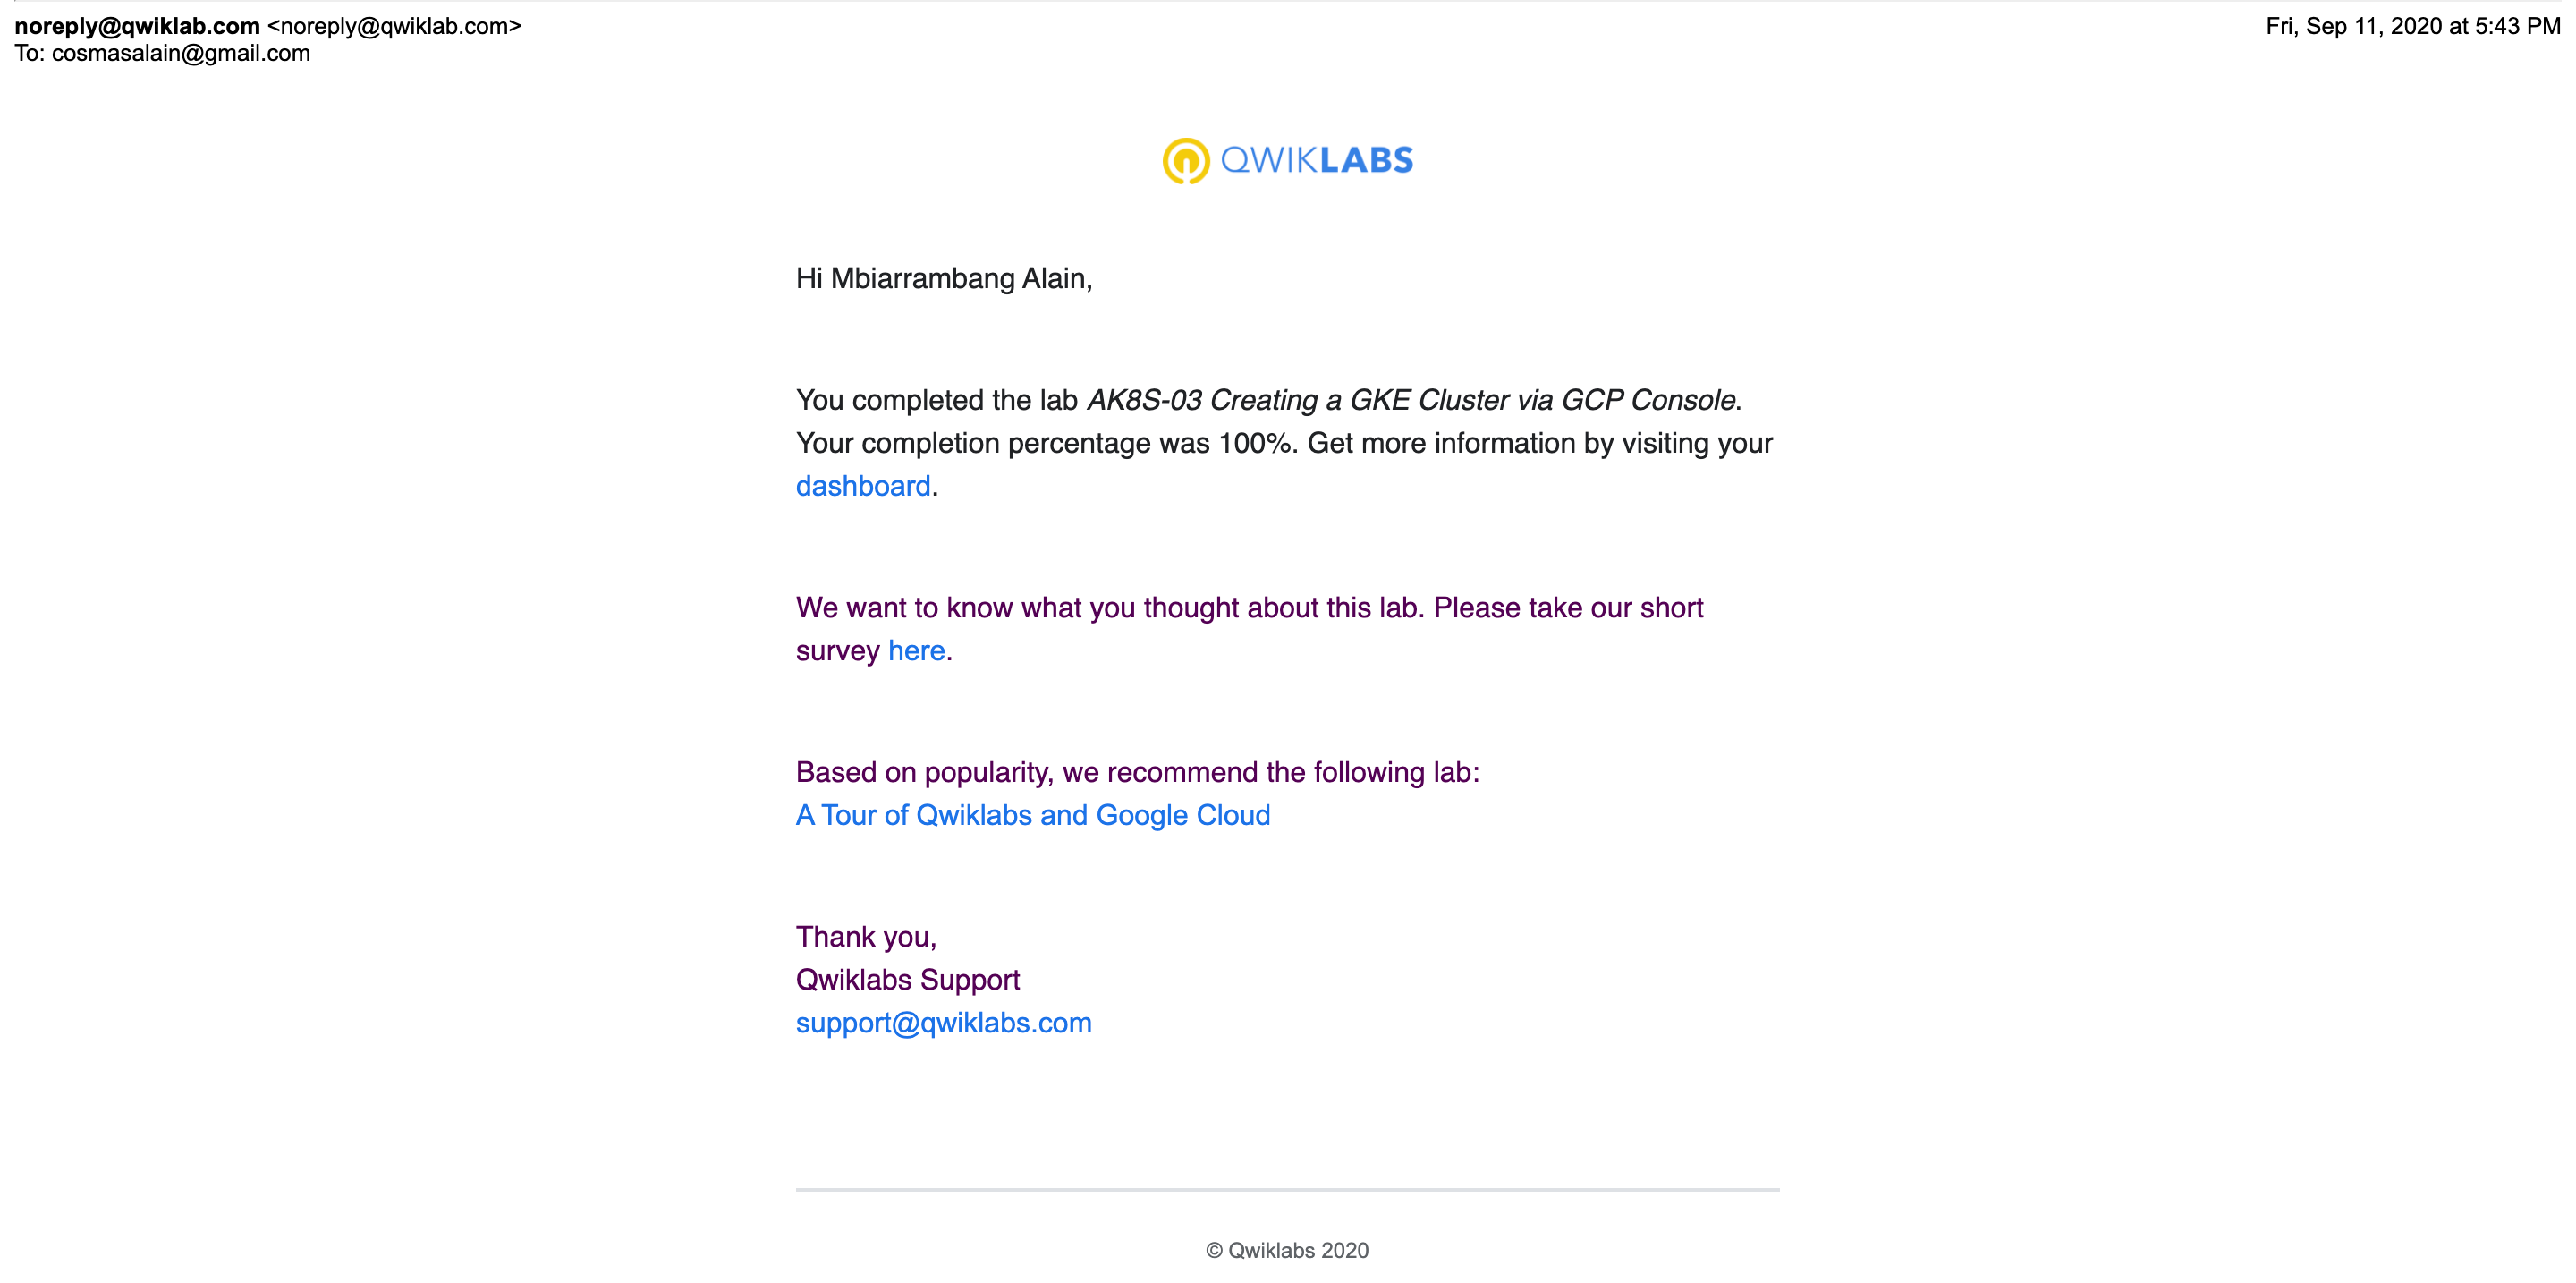 noreply@qwiklab.com <noreply@qwiklab.com>
Fri, Sep 11, 2020 at 5:43 PM
To: cosmasalain@gmail.com
QWIKLABS
Hi Mbiarrambang Alain,
You completed the lab AK8S-03 Creating a GKE Cluster via GCP Console.
Your completion percentage was 100%. Get more information by visiting your
dashboard.
We want to know what you thought about this lab. Please take our short
survey here.
Based on popularity, we recommend the following lab:
A Tour of Qwiklabs and Google Cloud
Thank you,
Qwiklabs Support
support@qwiklabs.com
© Qwiklabs 2020